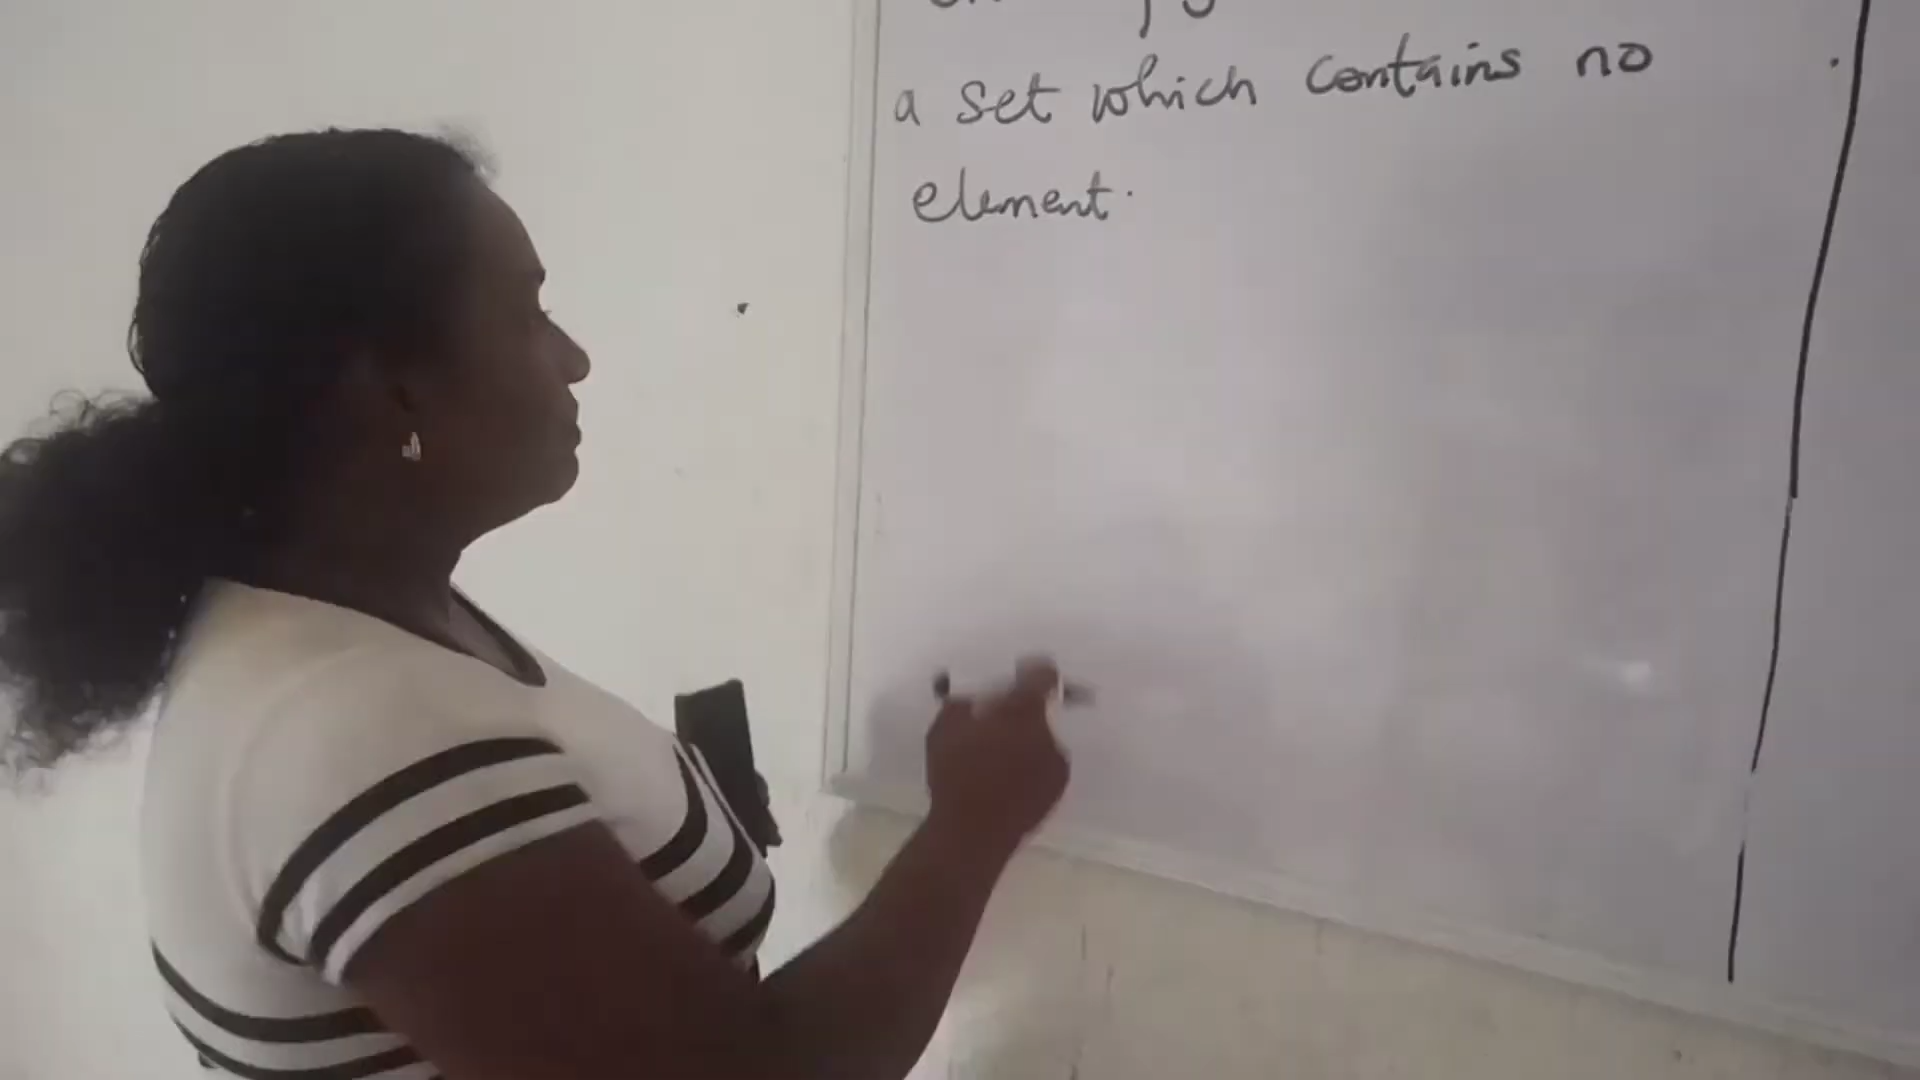 a set which contains no
element.